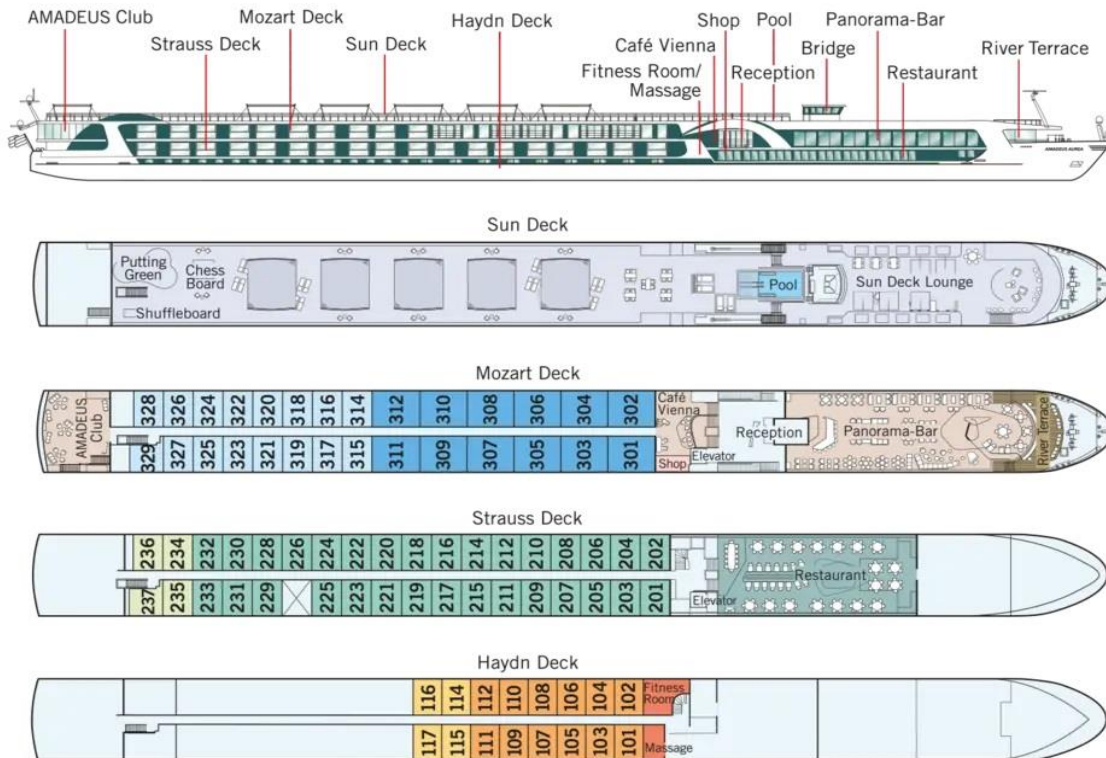 AMADEUS Club
Mozart Deck
Haydn Deck
Shop
Pool
Panorama-Bar
Strauss Deck
Sun Deck
Café Vienna
Bridge
River Terrace
Fitness Room/
Massage
Reception
Restaurant
AMADEUS AUREA
Sun Deck
Putting
Green
Chess
Board
Shuffleboard
Pool
Sun Deck Lounge
Mozart Deck
AMADEUS
Club
328 326 324 322 320 318 316 314 312 310 308 306 304 302
Café
Vienna
Reception
Panorama-Bar
River Terrace
329 327 325 323 321 319 317 315 311 309 307 305 303 301
Elevator
Shop
Strauss Deck
236 234 232 230 228 226 224 222 220 218 216 214 212 210 208 206 204 202
Restaurant
237 235 233 231 229 225 223 221 219 217 215 211 209 207 205 203 201
Elevator
Haydn Deck
116 114 112 110 108 106 104 102
Fitness
Room
117 115 111 109 107 105 103 101
Massage